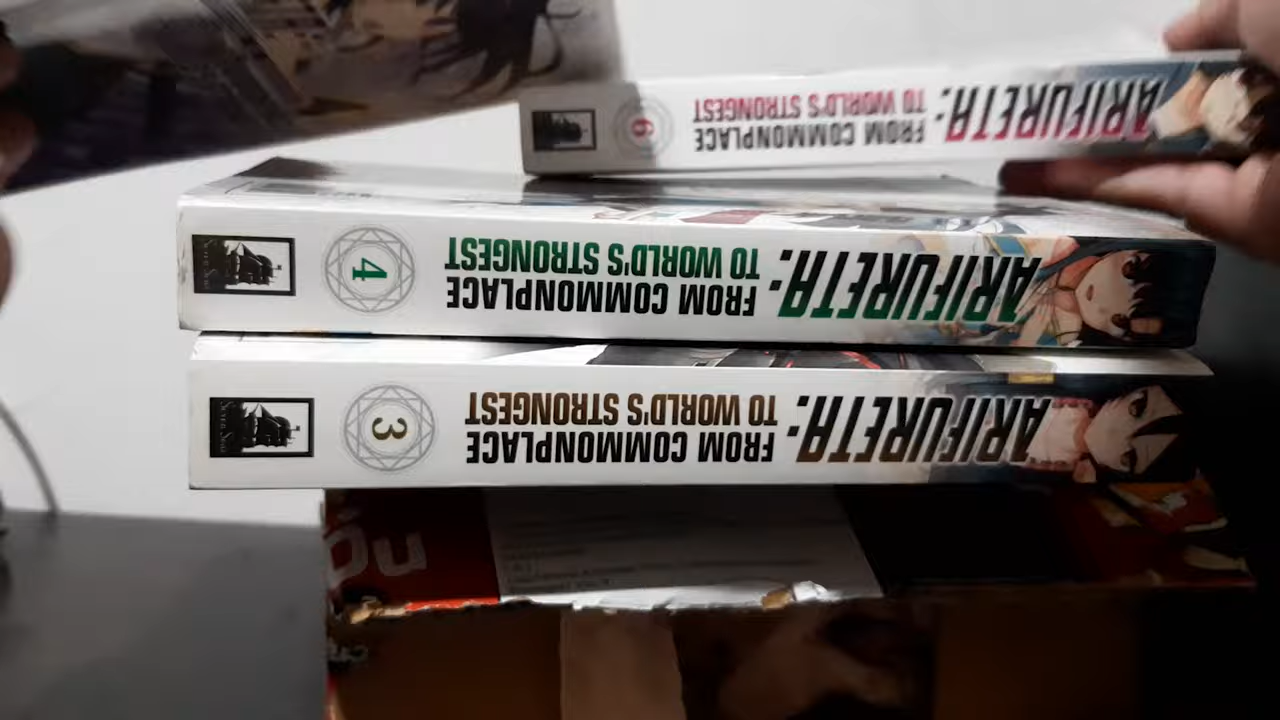 ARIFURETA:
FROM COMMONPLACE
TO WORLD'S STRONGEST
6
ARIFURETA:
FROM COMMONPLACE
TO WORLD'S STRONGEST
4
ARIFURETA:
FROM COMMONPLACE
TO WORLD'S STRONGEST
3